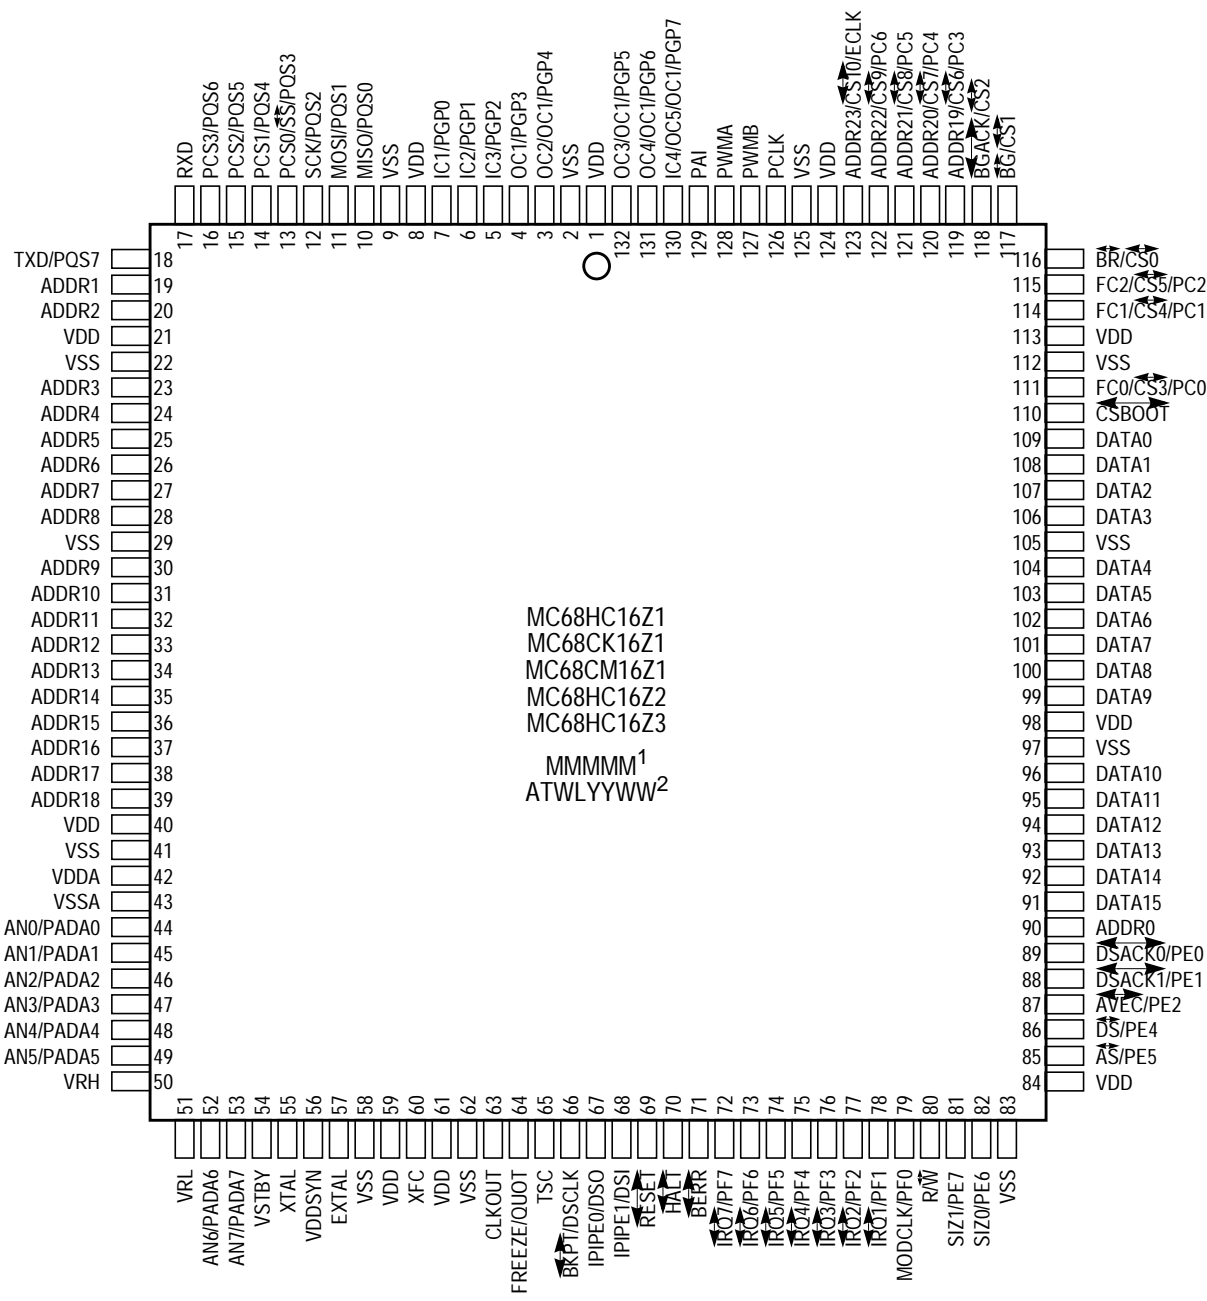 RXD
PCS3/PQS6
PCS2/PQS5
PCS1/PQS4
PCS0/SS/PQS3
SCK/PQS2
MOSI/PQS1
MISO/PQS0
VSS
VDD
IC1/PGP0
IC2/PGP1
IC3/PGP2
OC1/PGP3
OC2/OC1/PGP4
VSS
VDD
OC3/OC1/PGP5
OC4/OC1/PGP6
IC4/OC5/OC1/PGP7
PAI
PWMA
PWMB
PCLK
VSS
VDD
ADDR23/CS10/ECLK
ADDR22/CS9/PC6
ADDR21/CS8/PC5
ADDR20/CS7/PC4
ADDR19/CS6/PC3
BGACK/CS2
BG/CS1
17
16
15
14
13
12
11
10
9
8
7
6
5
4
3
2
1
132
131
130
129
128
127
126
125
124
123
122
121
120
119
118
117
TXD/PQS7 18
ADDR1 19
ADDR2 20
VDD 21
VSS 22
ADDR3 23
ADDR4 24
ADDR5 25
ADDR6 26
ADDR7 27
ADDR8 28
VSS 29
ADDR9 30
ADDR10 31
ADDR11 32
ADDR12 33
ADDR13 34
ADDR14 35
ADDR15 36
ADDR16 37
ADDR17 38
ADDR18 39
VDD 40
VSS 41
VDDA 42
VSSA 43
AN0/PADA0 44
AN1/PADA1 45
AN2/PADA2 46
AN3/PADA3 47
AN4/PADA4 48
AN5/PADA5 49
VRH 50
MC68HC16Z1
MC68CK16Z1
MC68CM16Z1
MC68HC16Z2
MC68HC16Z3
MMMMM1
ATWLYYWW2
116 BR/CS0
115 FC2/CS5/PC2
114 FC1/CS4/PC1
113 VDD
112 VSS
111 FC0/CS3/PC0
110 CSBOOT
109 DATA0
108 DATA1
107 DATA2
106 DATA3
105 VSS
104 DATA4
103 DATA5
102 DATA6
101 DATA7
100 DATA8
99 DATA9
98 VDD
97 VSS
96 DATA10
95 DATA11
94 DATA12
93 DATA13
92 DATA14
91 DATA15
90 ADDR0
89 DSACK0/PE0
88 DSACK1/PE1
87 AVEC/PE2
86 DS/PE4
85 AS/PE5
84 VDD
51
52
53
54
55
56
57
58
59
60
61
62
63
64
65
66
67
68
69
70
71
72
73
74
75
76
77
78
79
80
81
82
83
VRL
AN6/PADA6
AN7/PADA7
VSTBY
XTAL
VDDSYN
EXTAL
VSS
VDD
XFC
VDD
VSS
CLKOUT
FREEZE/QUOT
TSC
BKPT/DSCLK
IPIPE0/DSO
IPIPE1/DSI
RESET
HALT
BERR
IRQ7/PF7
IRQ6/PF6
IRQ5/PF5
IRQ4/PF4
IRQ3/PF3
IRQ2/PF2
IRQ1/PF1
MODCLK/PF0
R/W
SIZ1/PE7
SIZ0/PE6
VSS